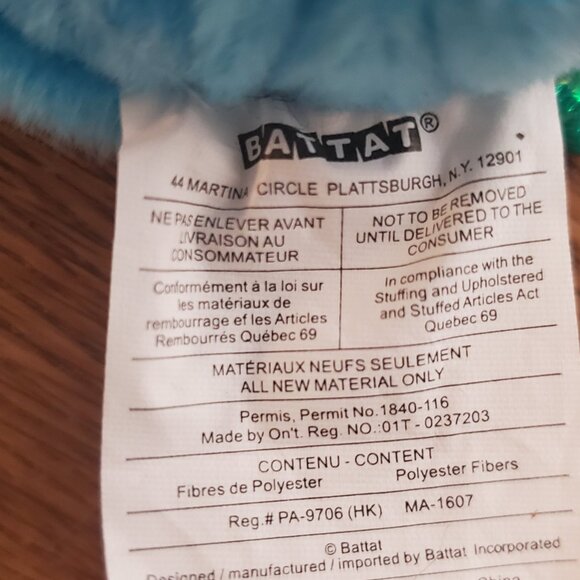 BATTAT®
44 MARTINA CIRCLE PLATTSBURGH, N.Y. 12901
NE PAS ENLEVER AVANT
LIVRAISON AU
CONSOMMATEUR
NOT TO BE REMOVED
UNTIL DELIVERED TO THE
CONSUMER
Conformément à la loi sur
les matériaux de
rembourrage ef les Articles
Rembourrés Québec 69
In compliance with the
Stuffing and Upholstered
and Stuffed Articles Act
Quebec 69
MATÉRIAUX NEUFS SEULEMENT
ALL NEW MATERIAL ONLY
Permis, Permit No.1840-116
Made by On't. Reg. NO.:01T - 0237203
CONTENU - CONTENT
Fibres de Polyester Polyester Fibers
Reg.# PA-9706 (HK) MA-1607
© Battat
Designed / manufactured / imported by Battat Incorporated
China